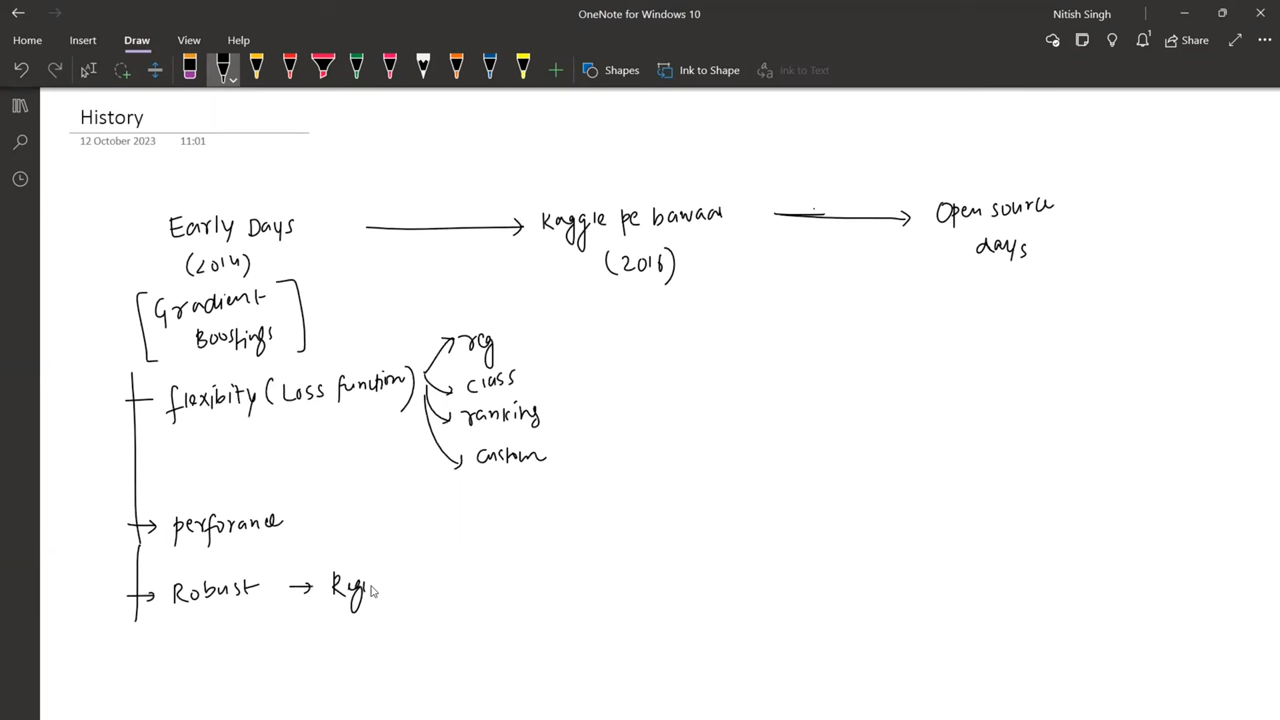 OneNote for Windows 10
Nitish Singh
Home Insert Draw View Help
Share
Shapes
Ink to Shape
Ink to Text
History
12 October 2023 11:01
Early Days
(2014)
Kaggle pe bawaal
(2016)
Open source
days
Gradient
Boostings
flexibity (Loss function)
reg
class
ranking
custom
perforance
Robust → Regu